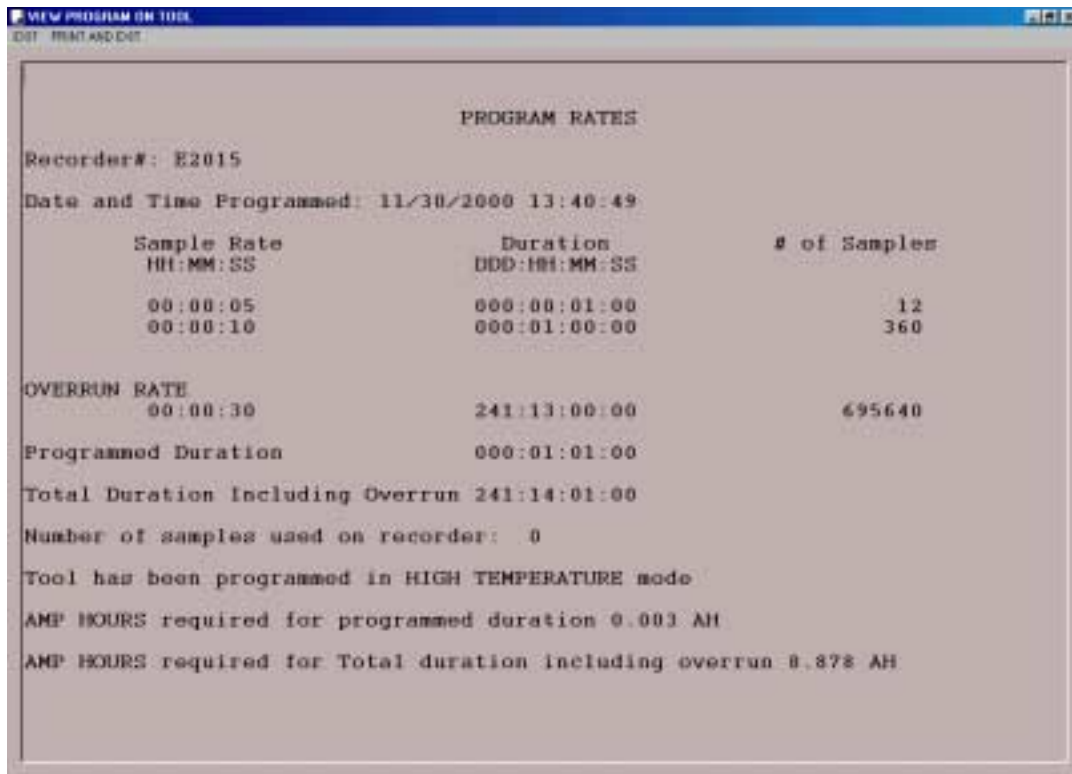 VIEW PROGRAM ON TOOL
EXIT PRINT AND EXIT
PROGRAM RATES
Recorder#: E2015
Date and Time Programmed: 11/30/2000 13:40:49
Sample Rate Duration # of Samples
HH:MM:SS DDD:HH:MM:SS
00:00:05 000:00:01:00 12
00:00:10 000:01:00:00 360
OVERRUN RATE
00:00:30 241:13:00:00 695640
Programmed Duration 000:01:01:00
Total Duration Including Overrun 241:14:01:00
Number of samples used on recorder: 0
Tool has been programmed in HIGH TEMPERATURE mode
AMP HOURS required for programmed duration 0.003 AH
AMP HOURS required for Total duration including overrun 8.878 AH